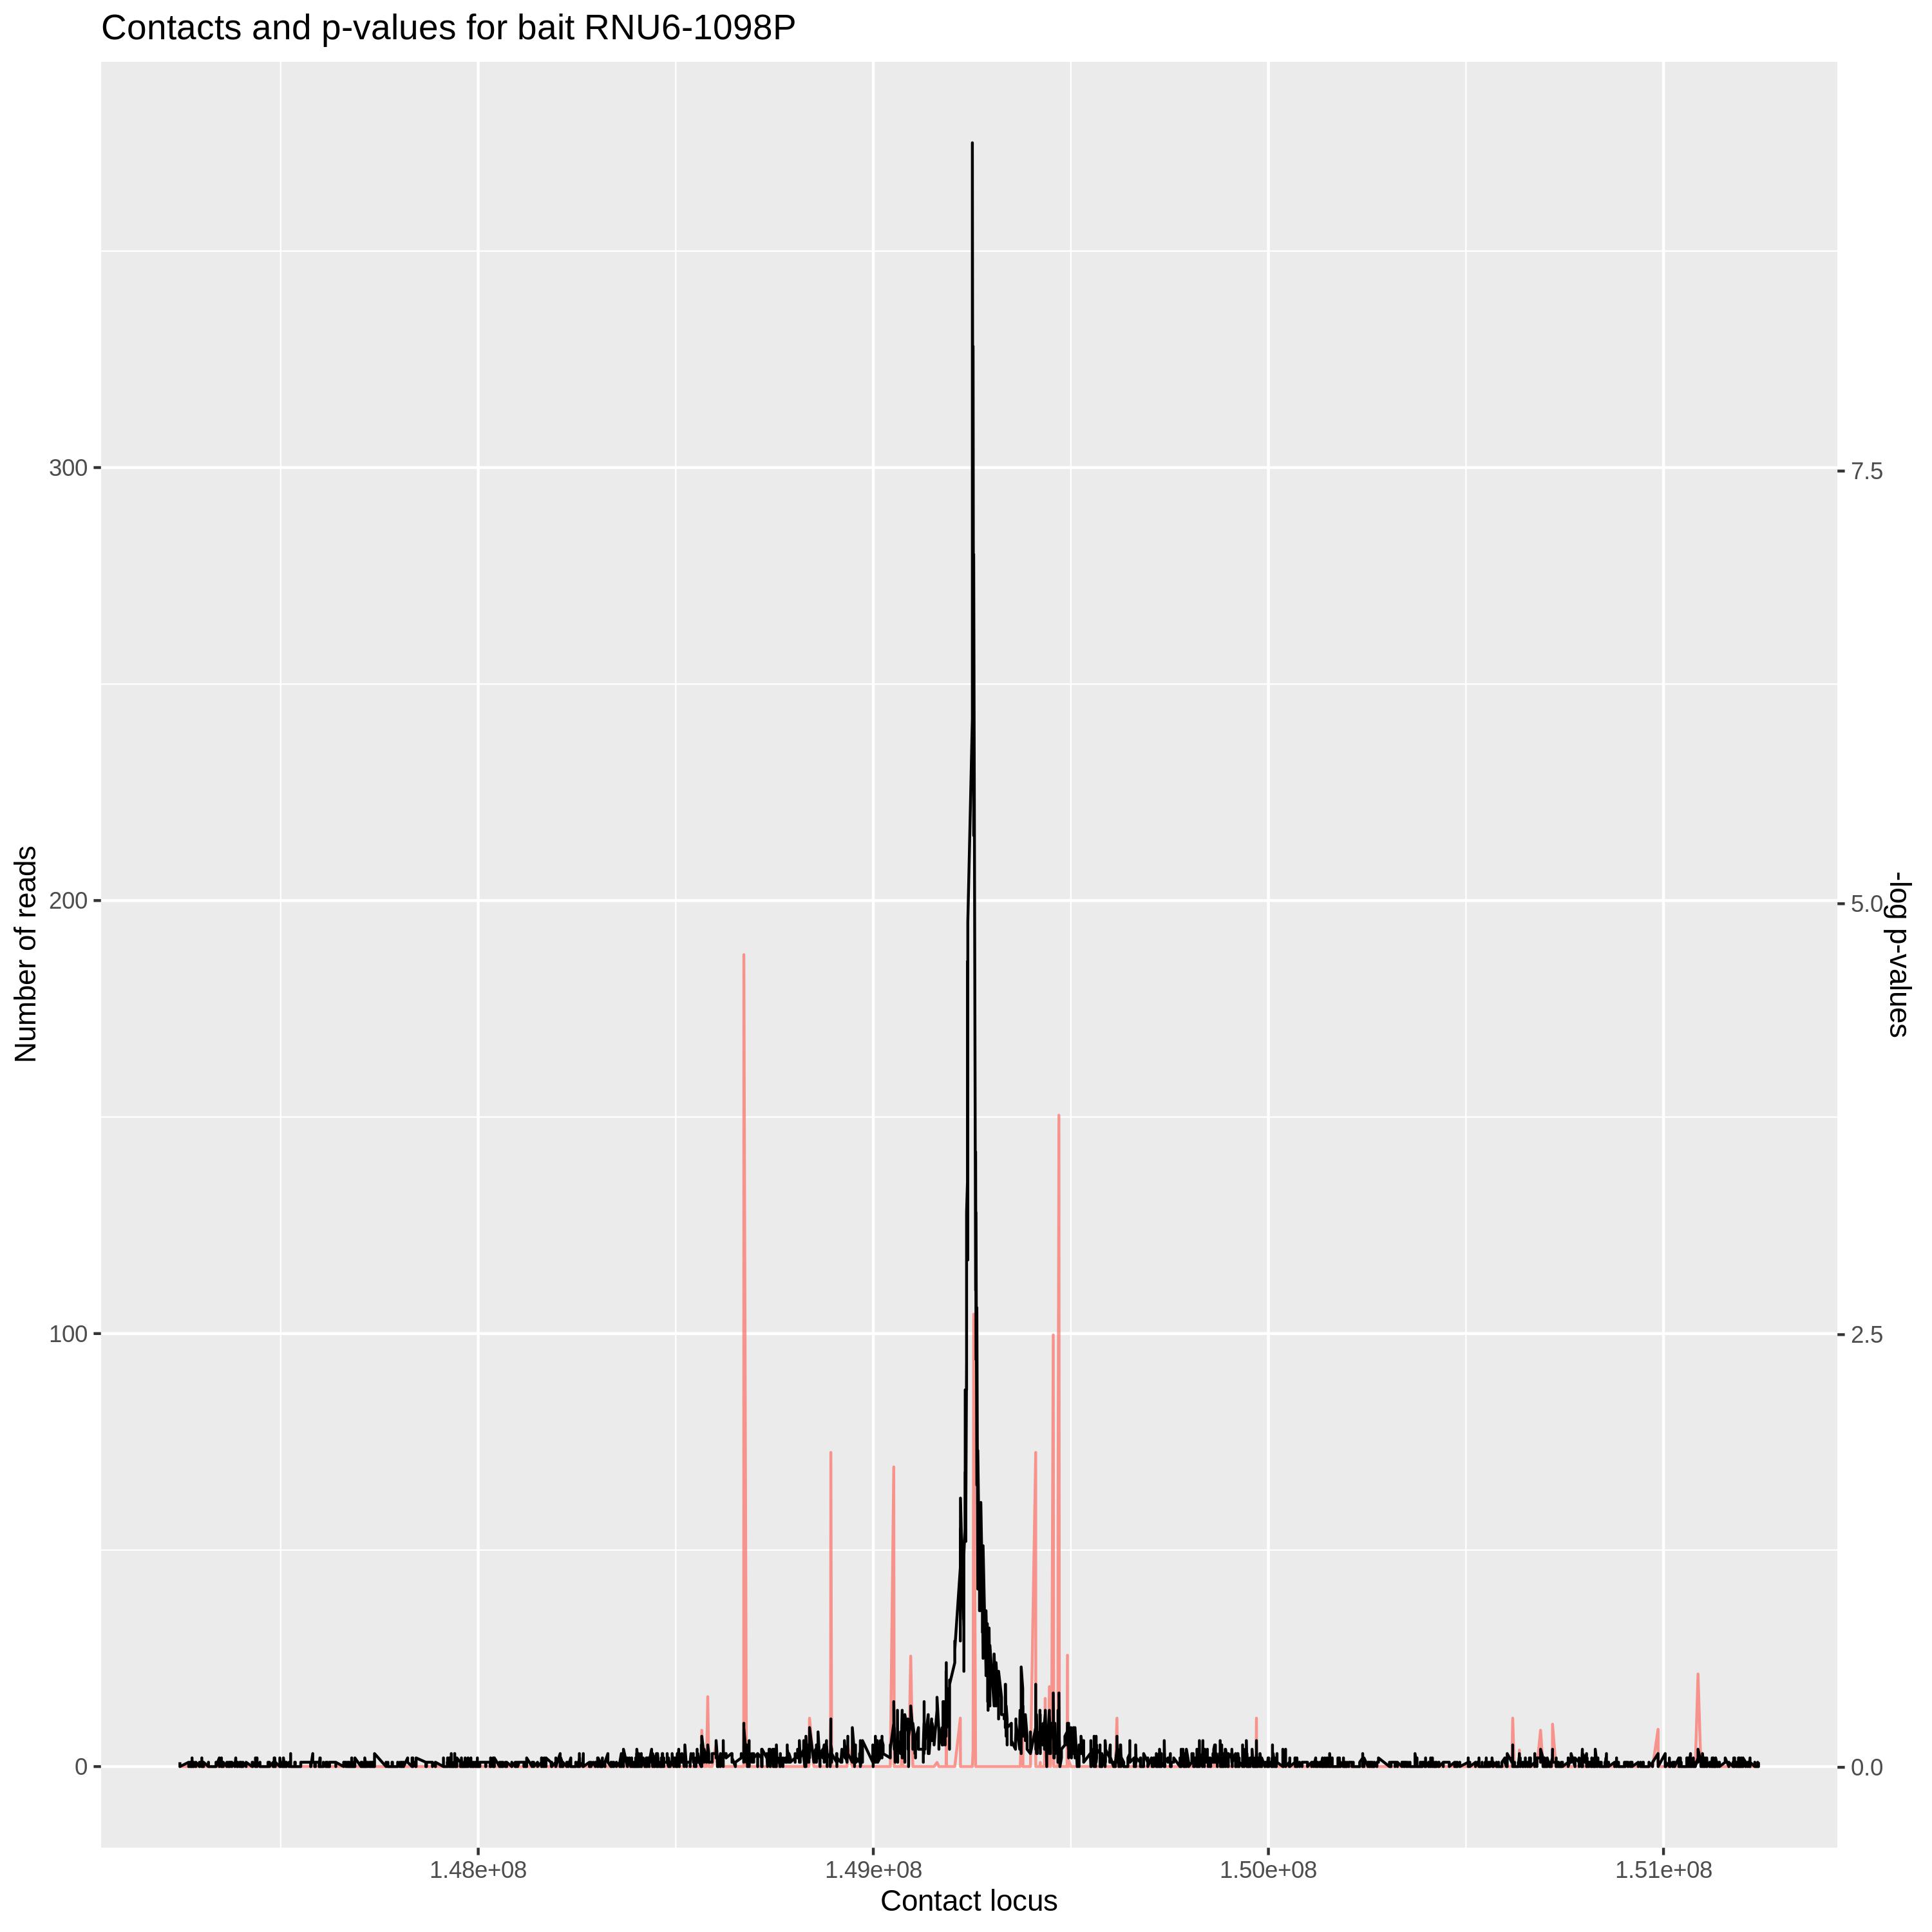 Contacts and p-values for bait RNU6-1098P
300
200
100
0
7.5
5.0
2.5
0.0
Number of reads
-log p-values
1.48e+08
1.49e+08
1.50e+08
1.51e+08
Contact locus